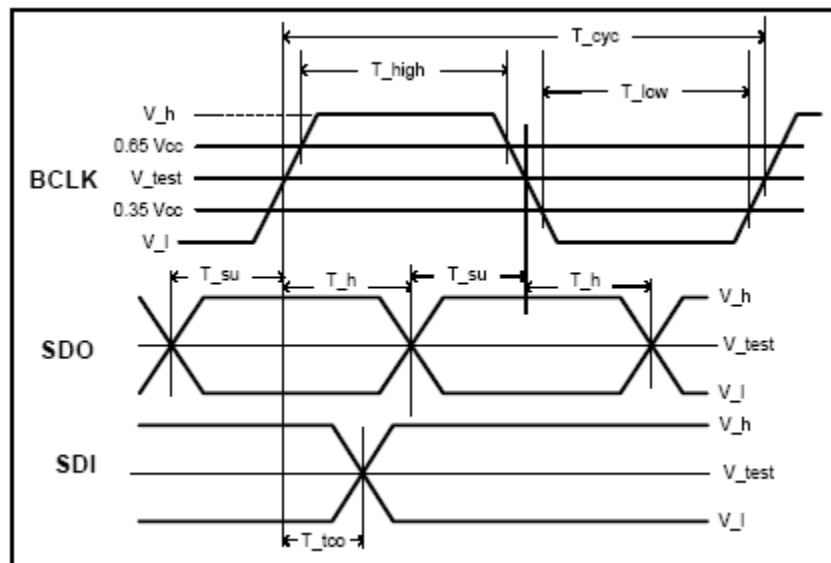 T_cyc
T_high
T_low
V_h
0.65 Vcc
BCLK
V_test
0.35 Vcc
V_l
T_su
T_h
T_su
T_h
V_h
SDO
V_test
V_l
V_h
SDI
V_test
V_l
T_tco